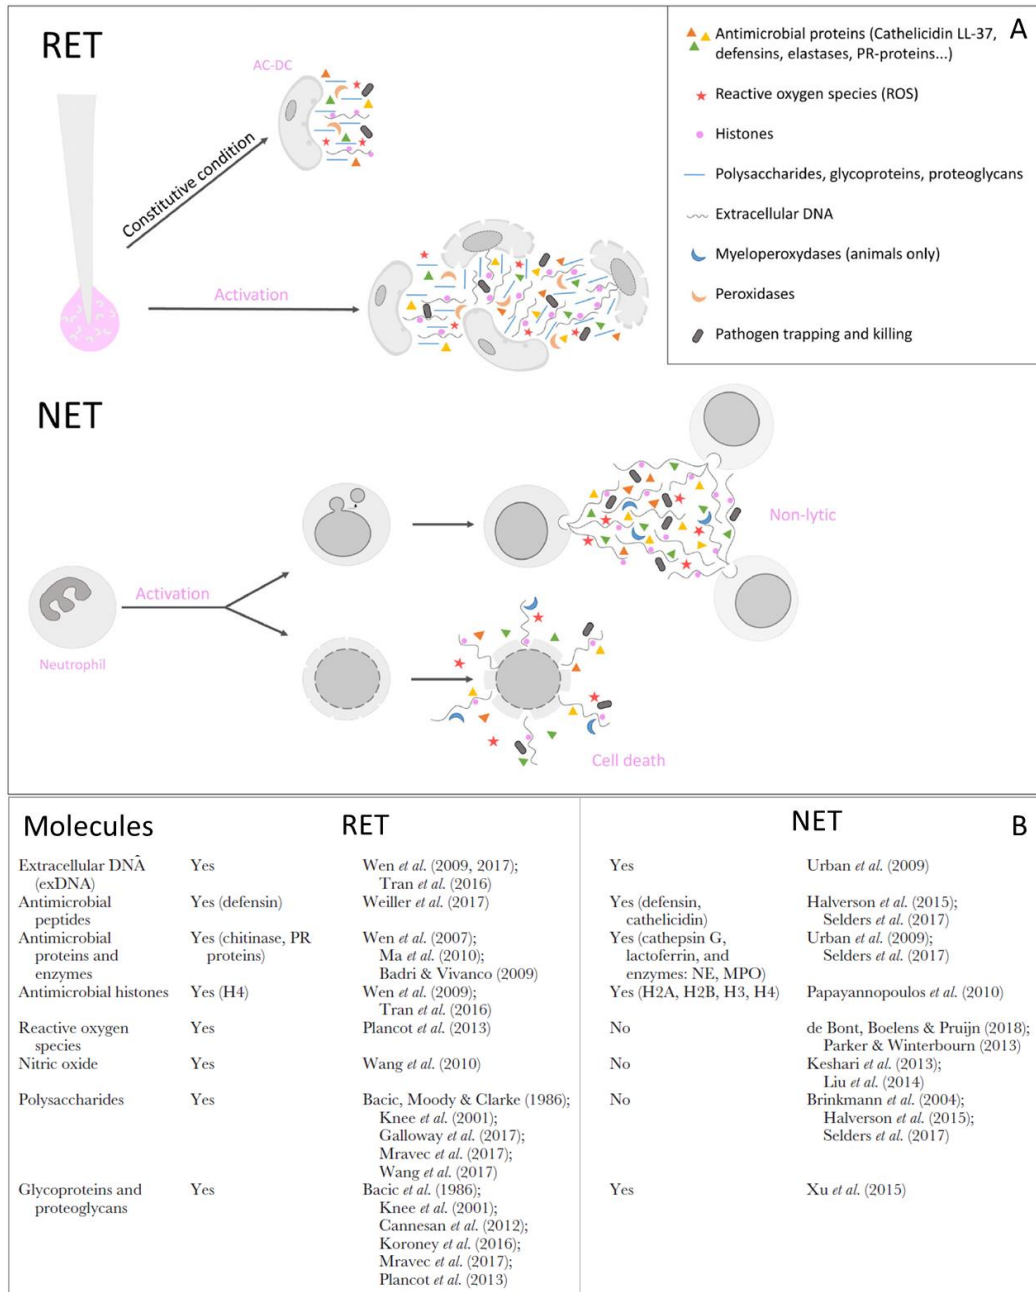 RET
A
AC-DC
Constitutive condition
Activation
Antimicrobial proteins (Cathelicidin LL-37,
defensins, elastases, PR-proteins...)
Reactive oxygen species (ROS)
Histones
Polysaccharides, glycoproteins, proteoglycans
Extracellular DNA
Myeloperoxydases (animals only)
Peroxidases
Pathogen trapping and killing
NET
Neutrophil
Activation
Non-lytic
Cell death
Molecules RET NET B
Extracellular DNÂ Yes Wen et al. (2009, 2017); Yes Urban et al. (2009)
(exDNA) Tran et al. (2016)
Antimicrobial Yes (defensin) Weiller et al. (2017) Yes (defensin, Halverson et al. (2015);
peptides cathelicidin) Selders et al. (2017)
Antimicrobial Yes (chitinase, PR Wen et al. (2007); Yes (cathepsin G, Urban et al. (2009);
proteins and proteins) Ma et al. (2010); lactoferrin, and Selders et al. (2017)
enzymes Badri & Vivanco (2009) enzymes: NE, MPO)
Antimicrobial histones Yes (H4) Wen et al. (2009); Yes (H2A, H2B, H3, H4) Papayannopoulos et al. (2010)
Tran et al. (2016)
Reactive oxygen Yes Plancot et al. (2013) No de Bont, Boelens & Pruijn (2018);
species Parker & Winterbourn (2013)
Nitric oxide Yes Wang et al. (2010) No Keshari et al. (2013);
Liu et al. (2014)
Polysaccharides Yes Bacic, Moody & Clarke (1986); No Brinkmann et al. (2004);
Knee et al. (2001); Halverson et al. (2015);
Galloway et al. (2017); Selders et al. (2017)
Mravec et al. (2017);
Wang et al. (2017)
Glycoproteins and Yes Bacic et al. (1986); Yes Xu et al. (2015)
proteoglycans Knee et al. (2001);
Cannesan et al. (2012);
Koroney et al. (2016);
Mravec et al. (2017);
Plancot et al. (2013)